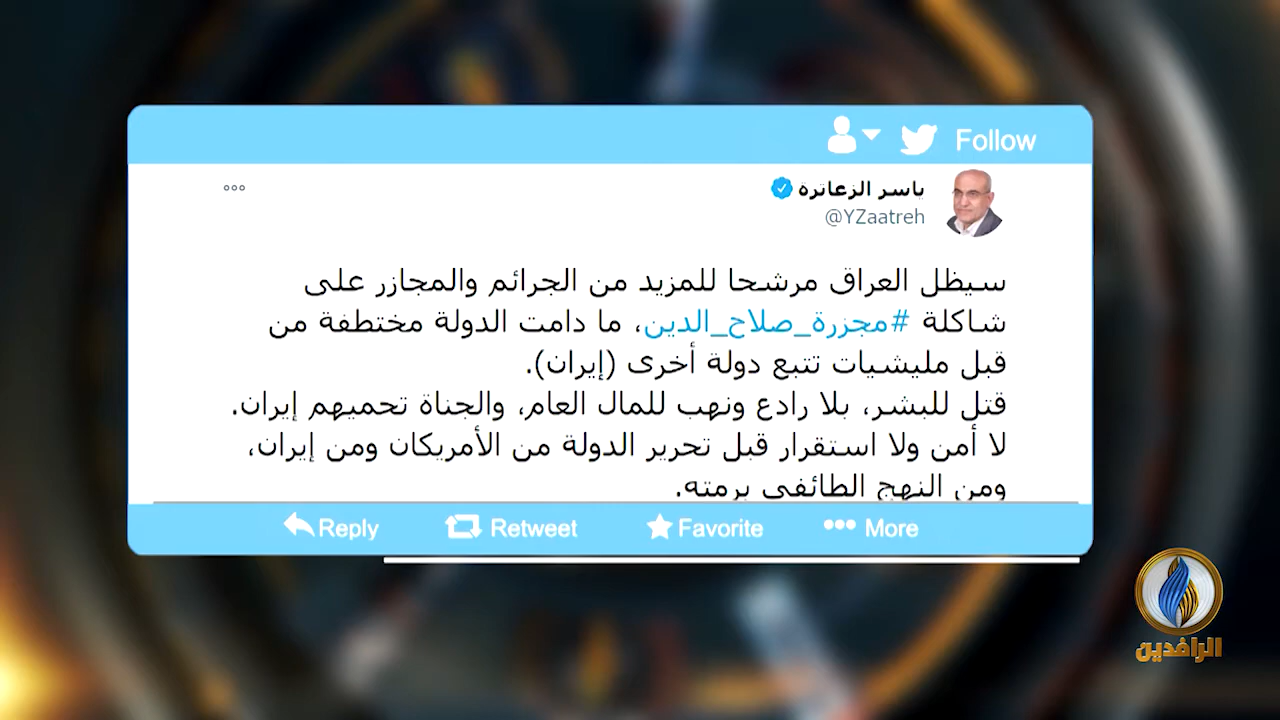 Follow
ياسر الزعاترة
@YZaatreh
سيظل العراق مرشحا للمزيد من الجرائم والمجازر على
شاكلة #مجزرة_صلاح_الدين، ما دامت الدولة مختطفة من
قبل مليشيات تتبع دولة أخرى (إيران).
قتل للبشر، بلا رادع ونهب للمال العام، والجناة تحميهم إيران.
لا أمن ولا استقرار قبل تحرير الدولة من الأمريكان ومن إيران،
ومن النهج الطائفي برمته.
Reply Retweet Favorite More
الرافدين